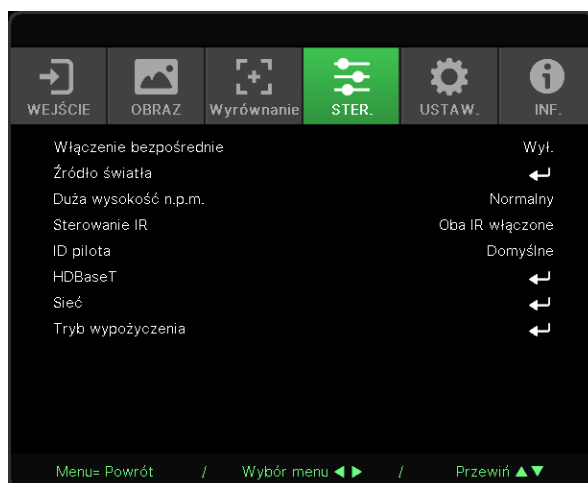 WEJŚCIE OBRAZ Wyrównanie STER. USTAW. INF.
Włączenie bezpośrednie Wył.
Źródło światła
Duża wysokość n.p.m. Normalny
Sterowanie IR Oba IR włączone
ID pilota Domyślne
HDBaseT
Sieć
Tryb wypożyczenia
Menu= Powrót / Wybór menu ◀ ▶ / Przewiń ▲▼